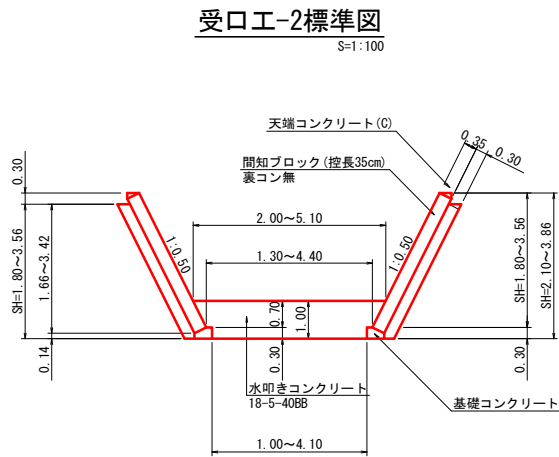 受口工-2標準図
S=1:100
天端コンクリート(C)
0.35
0.30
間知ブロック(控長35cm)
裏コン無
0.30
2.00～5.10
1:0.50
1:0.50
1.30～4.40
SH=1.80～3.56
1.66～3.42
SH=1.80～3.56
SH=2.10～3.86
0.70
1.00
0.14
0.30
0.30
水叩きコンクリート
18-5-40BB
基礎コンクリート
1.00～4.10